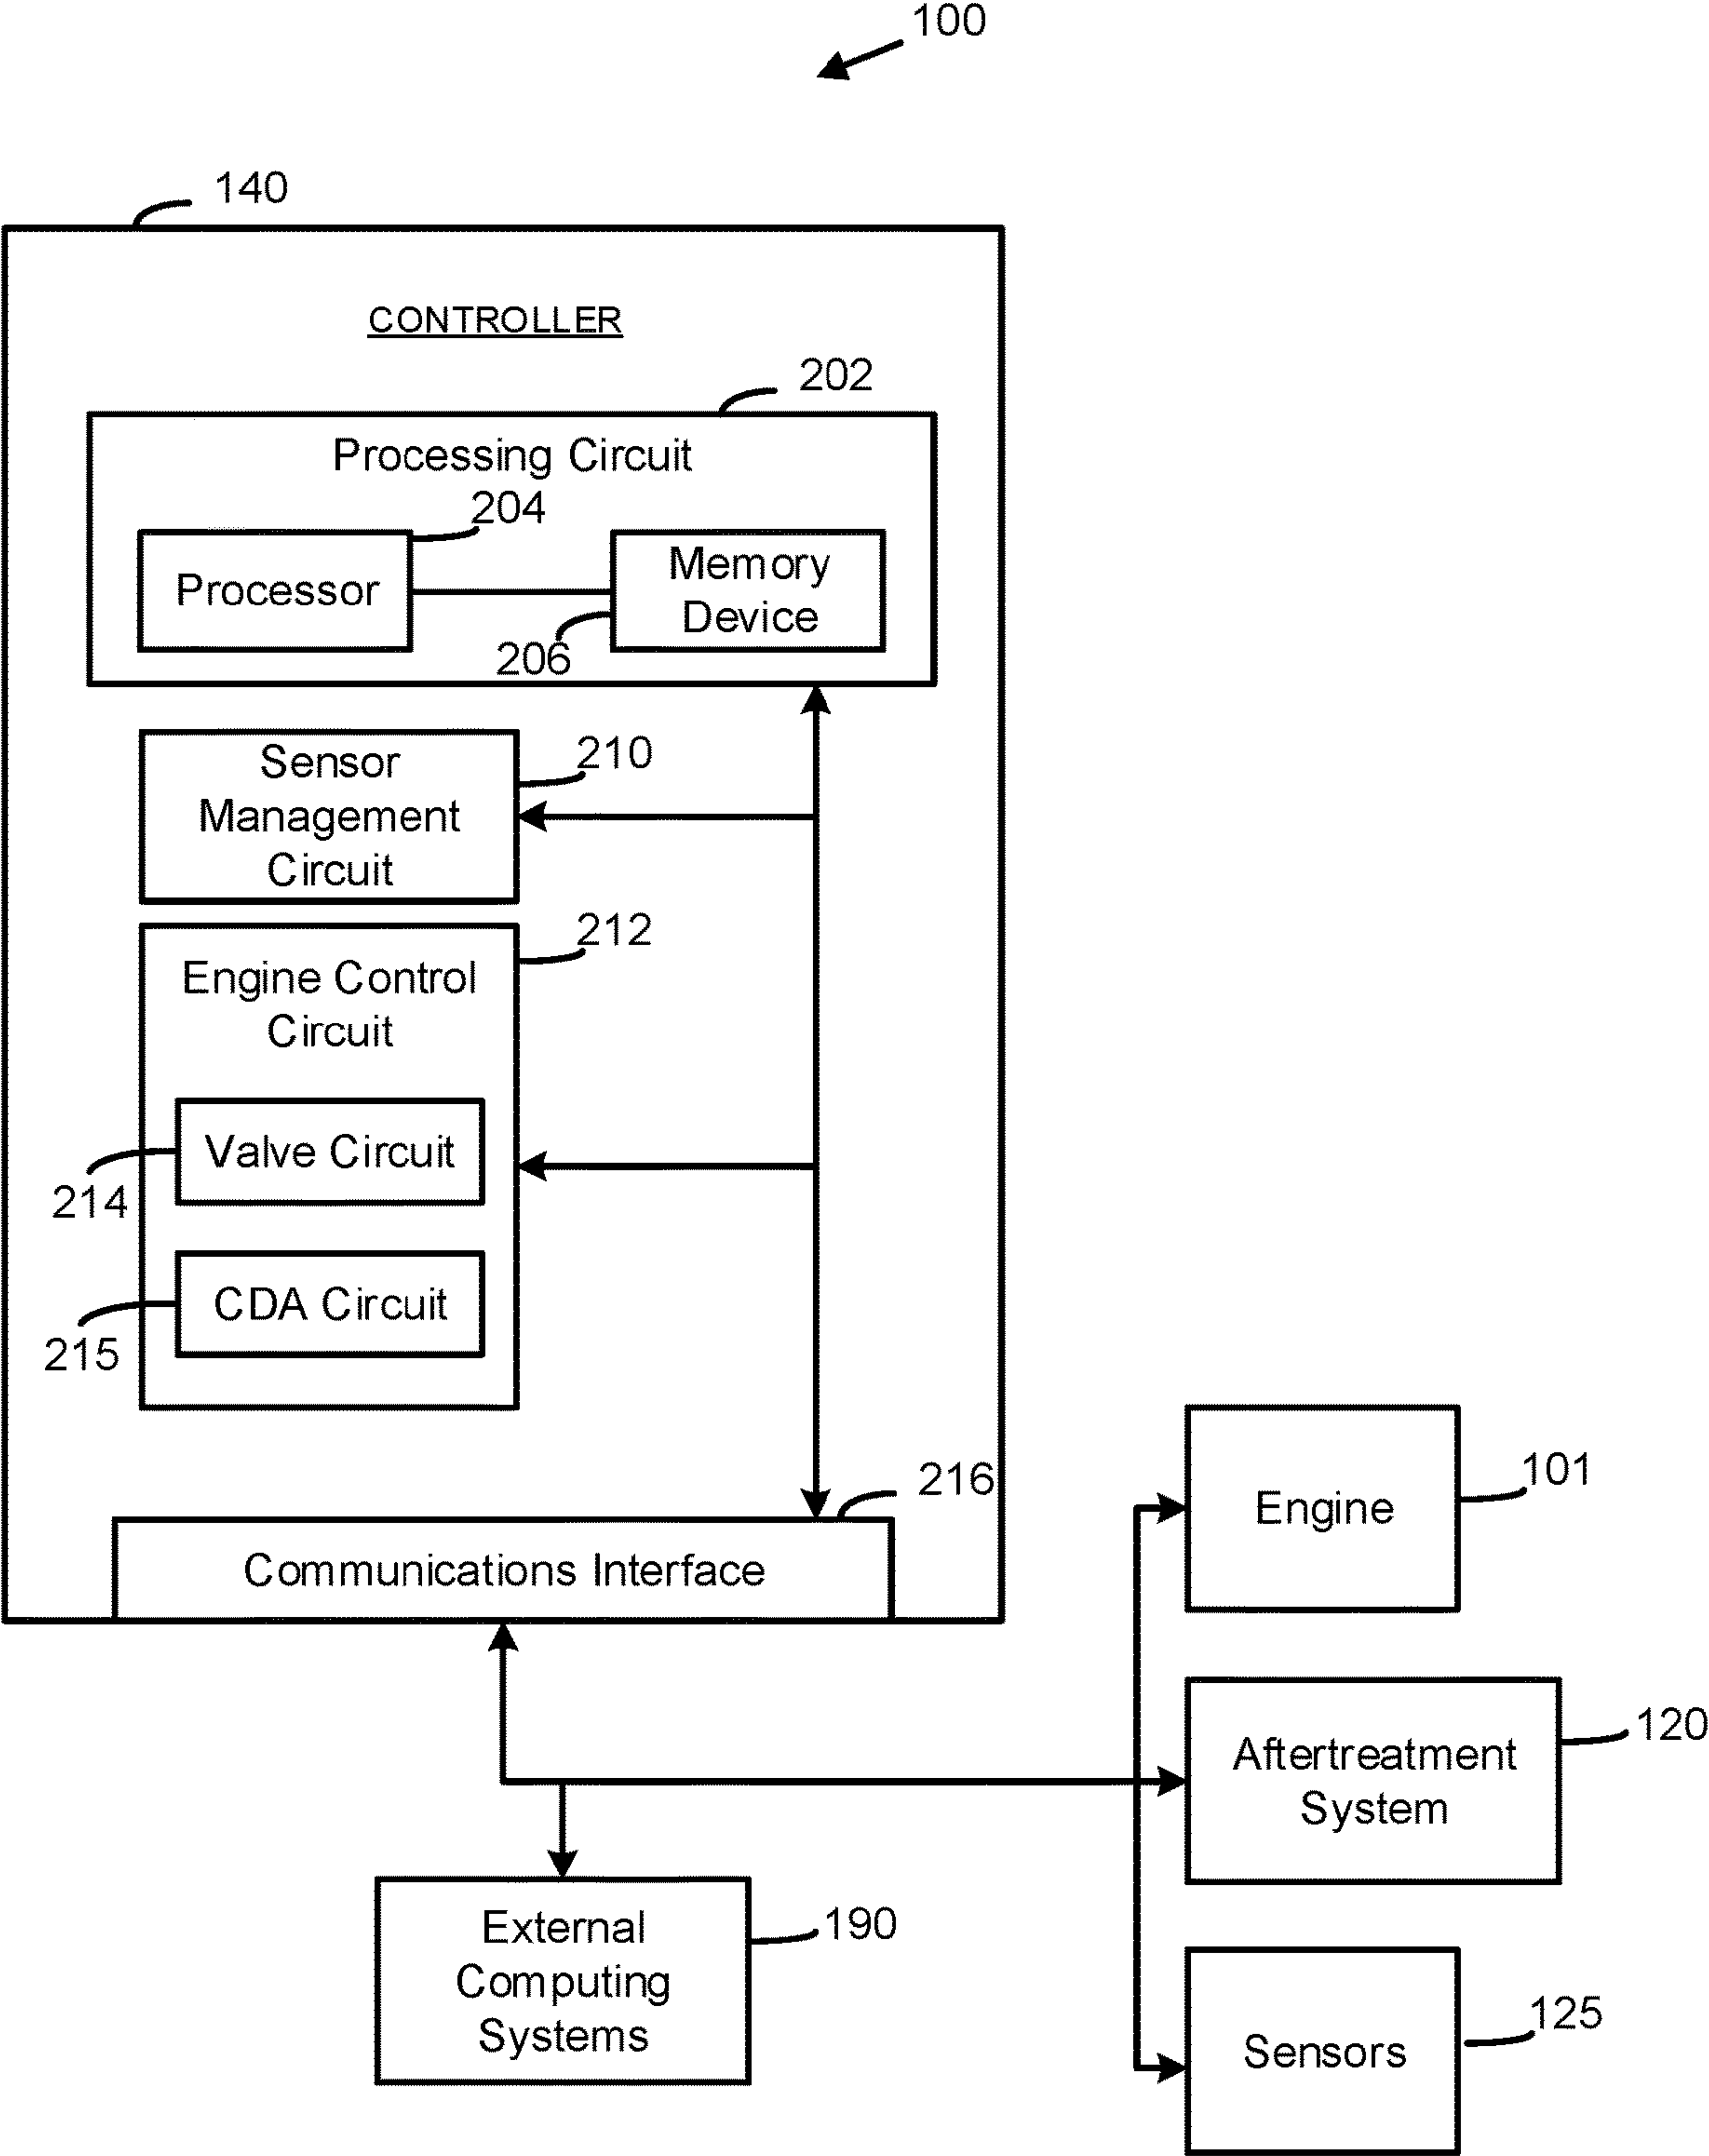 100
140
CONTROLLER
202
Processing Circuit
204
Processor
Memory
Device
206
Sensor
Management
Circuit
210
212
Engine Control
Circuit
Valve Circuit
214
CDA Circuit
215
216
Communications Interface
Engine
101
Aftertreatment
System
120
External
Computing
Systems
190
Sensors
125